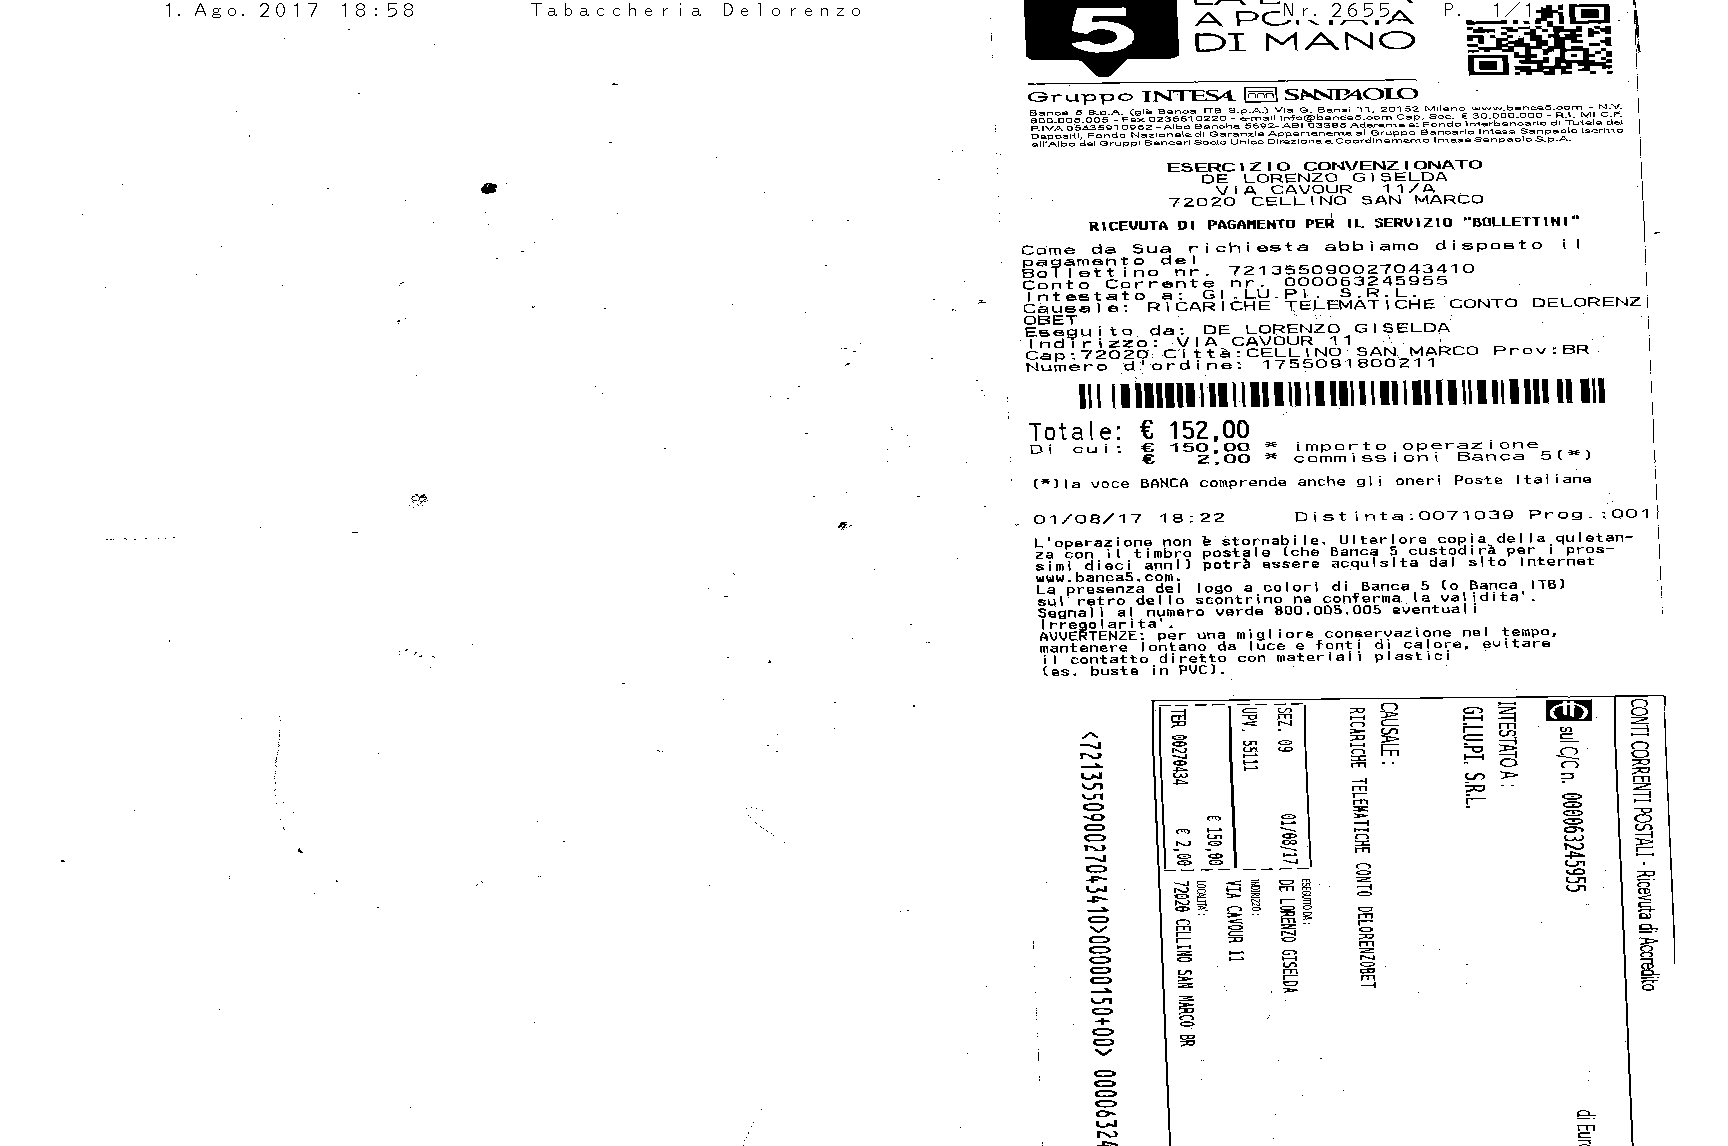 1. Ago. 2017 18:58 Tabaccheria Delorenzo Nr. 2655 P. 1/1
5
A PORTATA
DI MANO
Gruppo INTESA SANPAOLO
Banca 5 S.p.A. (già Banca ITB S.p.A.) Via G. Bensi 11, 20152 Milano www.banca5.com - N.V.
800.005.005 - Fax 0236510220 - e-mail info@banca5.com Cap. Soc. € 30.000.000 - R.I. MI C.F.
P.IVA 05435910962 - Albo Banche 5692 - ABI 03385 Aderente a: Fondo Interbancario di Tutela dei
Depositi, Fondo Nazionale di Garanzia Appartenente al Gruppo Bancario Intesa Sanpaolo iscritto
all'Albo dei Gruppi Bancari Socio Unico Direzione e Coordinamento Intesa Sanpaolo S.p.A.
ESERCIZIO CONVENZIONATO
DE LORENZO GISELDA
VIA CAVOUR 11/A
72020 CELLINO SAN MARCO
RICEVUTA DI PAGAMENTO PER IL SERVIZIO "BOLLETTINI"
Come da Sua richiesta abbiamo disposto il
pagamento del
Bollettino nr. 721355090027043410
Conto Corrente nr. 000063245955
Intestato a: GI.LU.PI. S.R.L.
Causale: RICARICHE TELEMATICHE CONTO DELORENZ
OBET
Eseguito da: DE LORENZO GISELDA
Indirizzo: VIA CAVOUR 11
Cap:72020 Città:CELLINO SAN MARCO Prov:BR
Numero d'ordine: 1755091800211
Totale: € 152,00
Di cui: € 150,00 * importo operazione
€ 2,00 * commissioni Banca 5(*)
(*)la voce BANCA comprende anche gli oneri Poste Italiane
01/08/17 18:22 Distinta:0071039 Prog.:001
L'operazione non è stornabile. Ulteriore copia della quietan-
za con il timbro postale (che Banca 5 custodirà per i pros-
simi dieci anni) potrà essere acquisita dal sito internet
www.banca5.com.
La presenza del logo a colori di Banca 5 (o Banca ITB)
sul retro dello scontrino ne conferma la validita'.
Segnali al numero verde 800.005.005 eventuali
irregolarita'.
AVVERTENZE: per una migliore conservazione nel tempo,
mantenere lontano da luce e fonti di calore, evitare
il contatto diretto con materiali plastici
(es. buste in PVC).
CONTI CORRENTI POSTALI - Ricevuta di Accredito
sul C/C n. 000063245955 di Eur
INTESTATO A :
GI.LU.PI. S.R.L.
CAUSALE :
RICARICHE TELEMATICHE CONTO DELORENZOBET
SEZ. 09 01/08/17
UPV. 55111
€ 150,00
TER 00270434 € 2,00
ESEGUITO DA :
DE LORENZO GISELDA
INDIRIZZO :
VIA CAVOUR 11
LOCALITA' :
72020 CELLINO SAN MARCO BR
<721355090027043410>00000150+00> 00006324